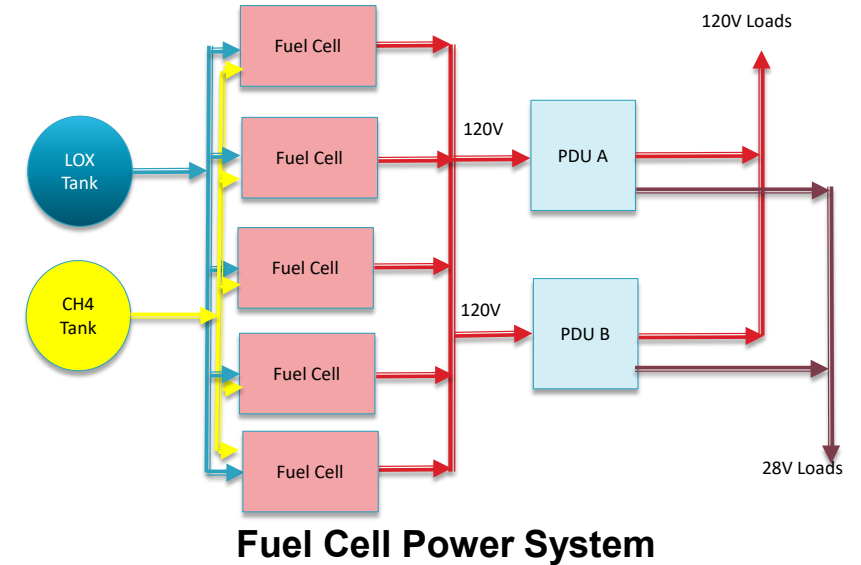 120V Loads
Fuel Cell
LOX
Tank
Fuel Cell
120V
PDU A
Fuel Cell
CH4
Tank
120V
PDU B
Fuel Cell
Fuel Cell
28V Loads
Fuel Cell Power System